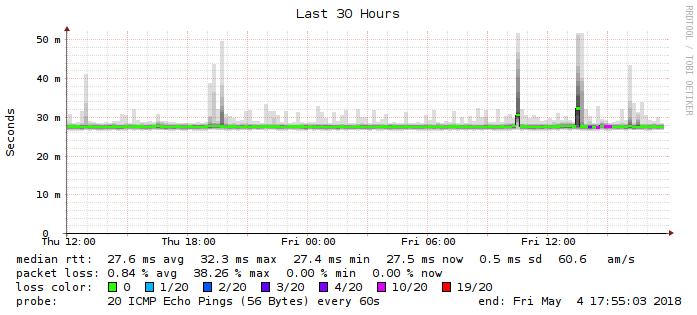 Last 30 Hours
RRDTOOL / TOBI OETIKER
Seconds
50 m
40 m
30 m
20 m
10 m
0
Thu 12:00 Thu 18:00 Fri 00:00 Fri 06:00 Fri 12:00
median rtt: 27.6 ms avg 32.3 ms max 27.4 ms min 27.5 ms now 0.5 ms sd 60.6 am/s
packet loss: 0.84 % avg 38.26 % max 0.00 % min 0.00 % now
loss color: 0 1/20 2/20 3/20 4/20 10/20 19/20
probe: 20 ICMP Echo Pings (56 Bytes) every 60s end: Fri May 4 17:55:03 2018